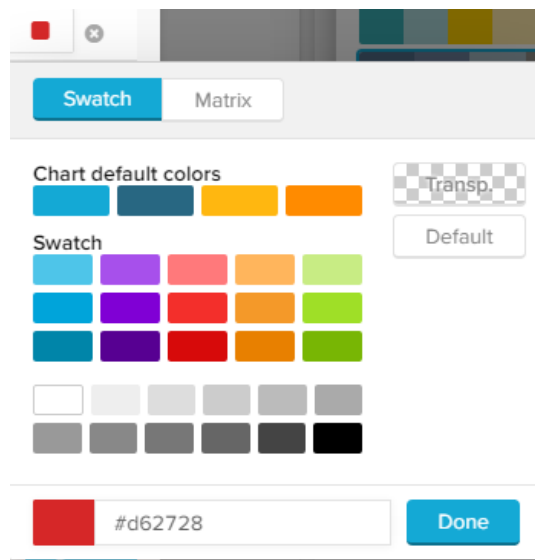 Swatch
Matrix
Chart default colors
Transp.
Default
Swatch
#d62728
Done